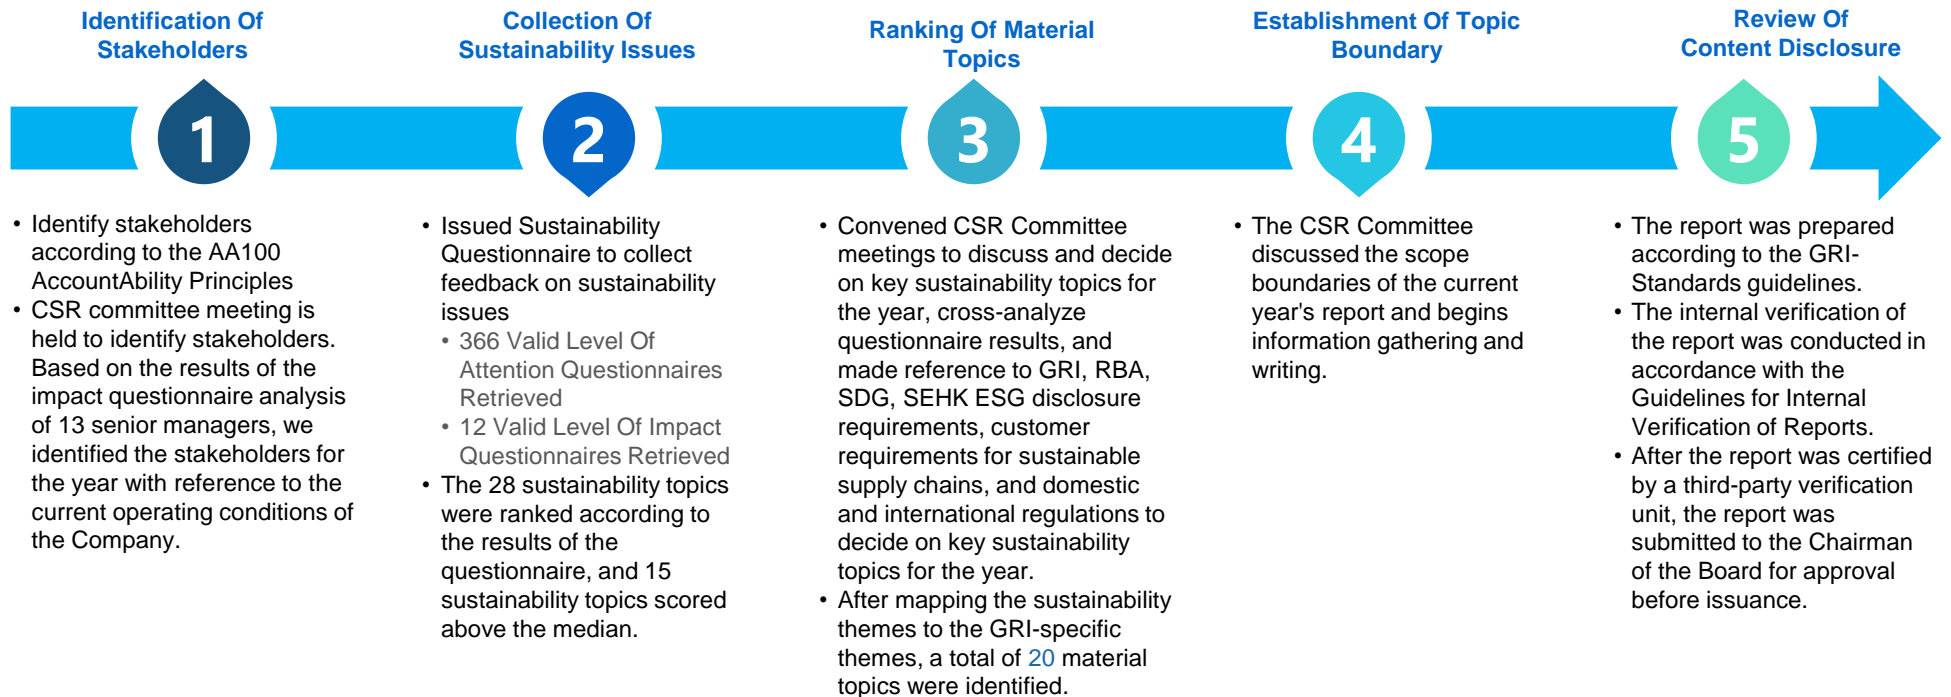 Identification Of
Stakeholders
Collection Of
Sustainability Issues
Ranking Of Material
Topics
Establishment Of Topic
Boundary
Review Of
Content Disclosure
1
2
3
4
5
• Identify stakeholders
according to the AA100
AccountAbility Principles
• CSR committee meeting is
held to identify stakeholders.
Based on the results of the
impact questionnaire analysis
of 13 senior managers, we
identified the stakeholders for
the year with reference to the
current operating conditions of
the Company.
• Issued Sustainability
Questionnaire to collect
feedback on sustainability
issues
• 366 Valid Level Of
Attention Questionnaires
Retrieved
• 12 Valid Level Of Impact
Questionnaires Retrieved
• The 28 sustainability topics
were ranked according to
the results of the
questionnaire, and 15
sustainability topics scored
above the median.
• Convened CSR Committee
meetings to discuss and decide
on key sustainability topics for
the year, cross-analyze
questionnaire results, and
made reference to GRI, RBA,
SDG, SEHK ESG disclosure
requirements, customer
requirements for sustainable
supply chains, and domestic
and international regulations to
decide on key sustainability
topics for the year.
• After mapping the sustainability
themes to the GRI-specific
themes, a total of 20 material
topics were identified.
• The CSR Committee
discussed the scope
boundaries of the current
year's report and begins
information gathering and
writing.
• The report was prepared
according to the GRI-
Standards guidelines.
• The internal verification of
the report was conducted in
accordance with the
Guidelines for Internal
Verification of Reports.
• After the report was certified
by a third-party verification
unit, the report was
submitted to the Chairman
of the Board for approval
before issuance.